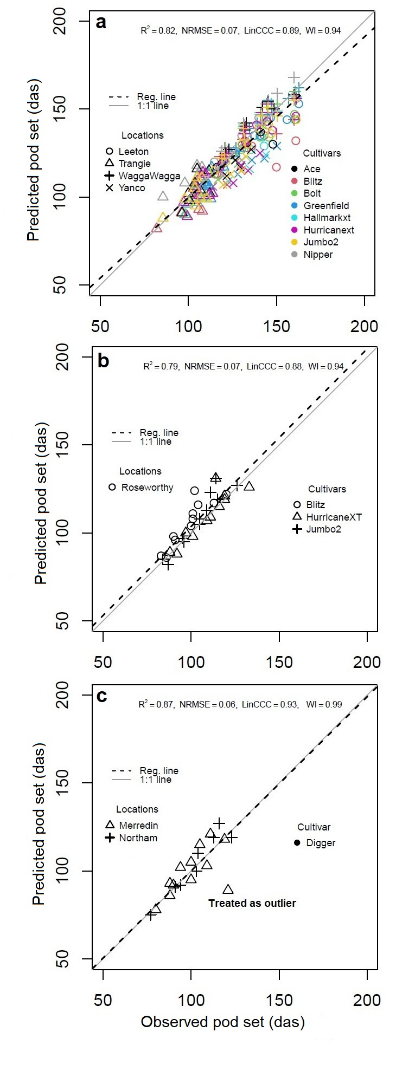 a
R² = 0.82, NRMSE = 0.07, LinCCC = 0.89, WI = 0.94
Predicted pod set (das)
200
150
100
50
Reg. line
1:1 line
Locations
Leeton
Trangie
WaggaWagga
Yanco
Cultivars
Ace
Blitz
Bolt
Greenfield
Hallmarkxt
Hurricanext
Jumbo2
Nipper
50 100 150 200
b
R² = 0.79, NRMSE = 0.07, LinCCC = 0.88, WI = 0.94
Predicted pod set (das)
200
150
100
50
Reg. line
1:1 line
Locations
Roseworthy
Cultivars
Blitz
HurricaneXT
Jumbo2
50 100 150 200
c
R² = 0.87, NRMSE = 0.06, LinCCC = 0.93, WI = 0.99
Predicted pod set (das)
200
150
100
50
Reg. line
1:1 line
Locations
Merredin
Northam
Cultivar
Digger
Treated as outlier
50 100 150 200
Observed pod set (das)